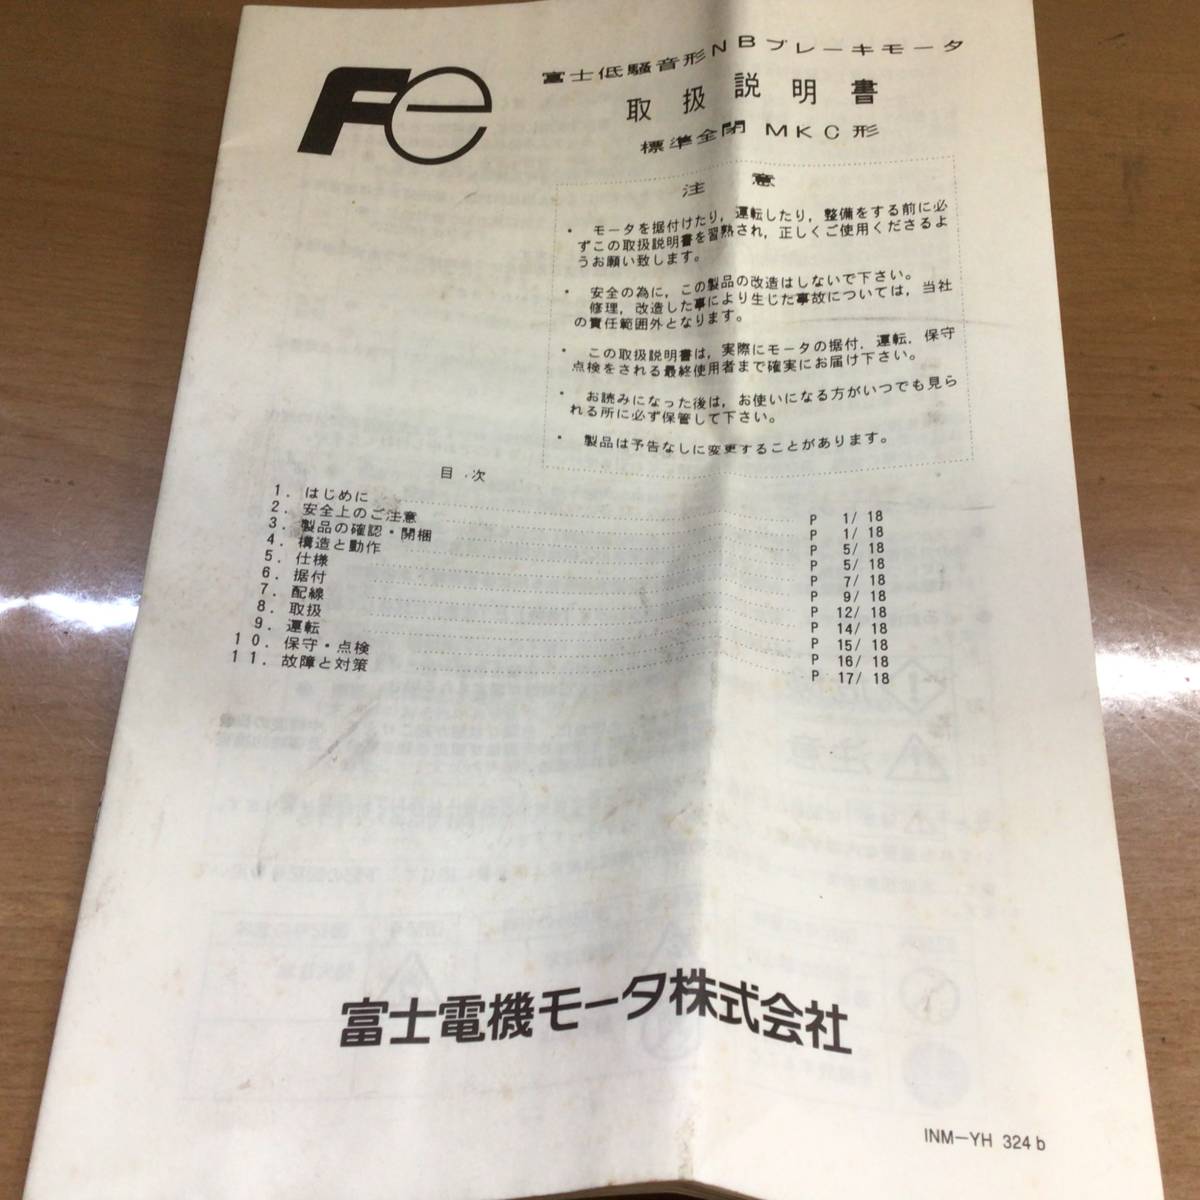 Fe
富士低騒音形NBブレーキモータ
取扱説明書
標準全閉 MKC形
注 意
・ モータを据付けたり，運転したり，整備をする前に必
ずこの取扱説明書を習熟され，正しくご使用くださるよ
うお願い致します。
・ 安全の為に，この製品の改造はしないで下さい。
修理，改造した事により生じた事故については，当社
の責任範囲外となります。
・ この取扱説明書は，実際にモータの据付．運転．保守
点検をされる最終使用者まで確実にお届け下さい。
・ お読みになった後は，お使いになる方がいつでも見ら
れる所に必ず保管して下さい。
・ 製品は予告なしに変更することがあります。
目 次
1．はじめに P 1/ 18
2．安全上のご注意 P 1/ 18
3．製品の確認・開梱 P 5/ 18
4．構造と動作 P 5/ 18
5．仕様 P 7/ 18
6．据付 P 9/ 18
7．配線 P 12/ 18
8．取扱 P 14/ 18
9．運転 P 15/ 18
10．保守・点検 P 16/ 18
11．故障と対策 P 17/ 18
富士電機モータ株式会社
INM-YH 324 b